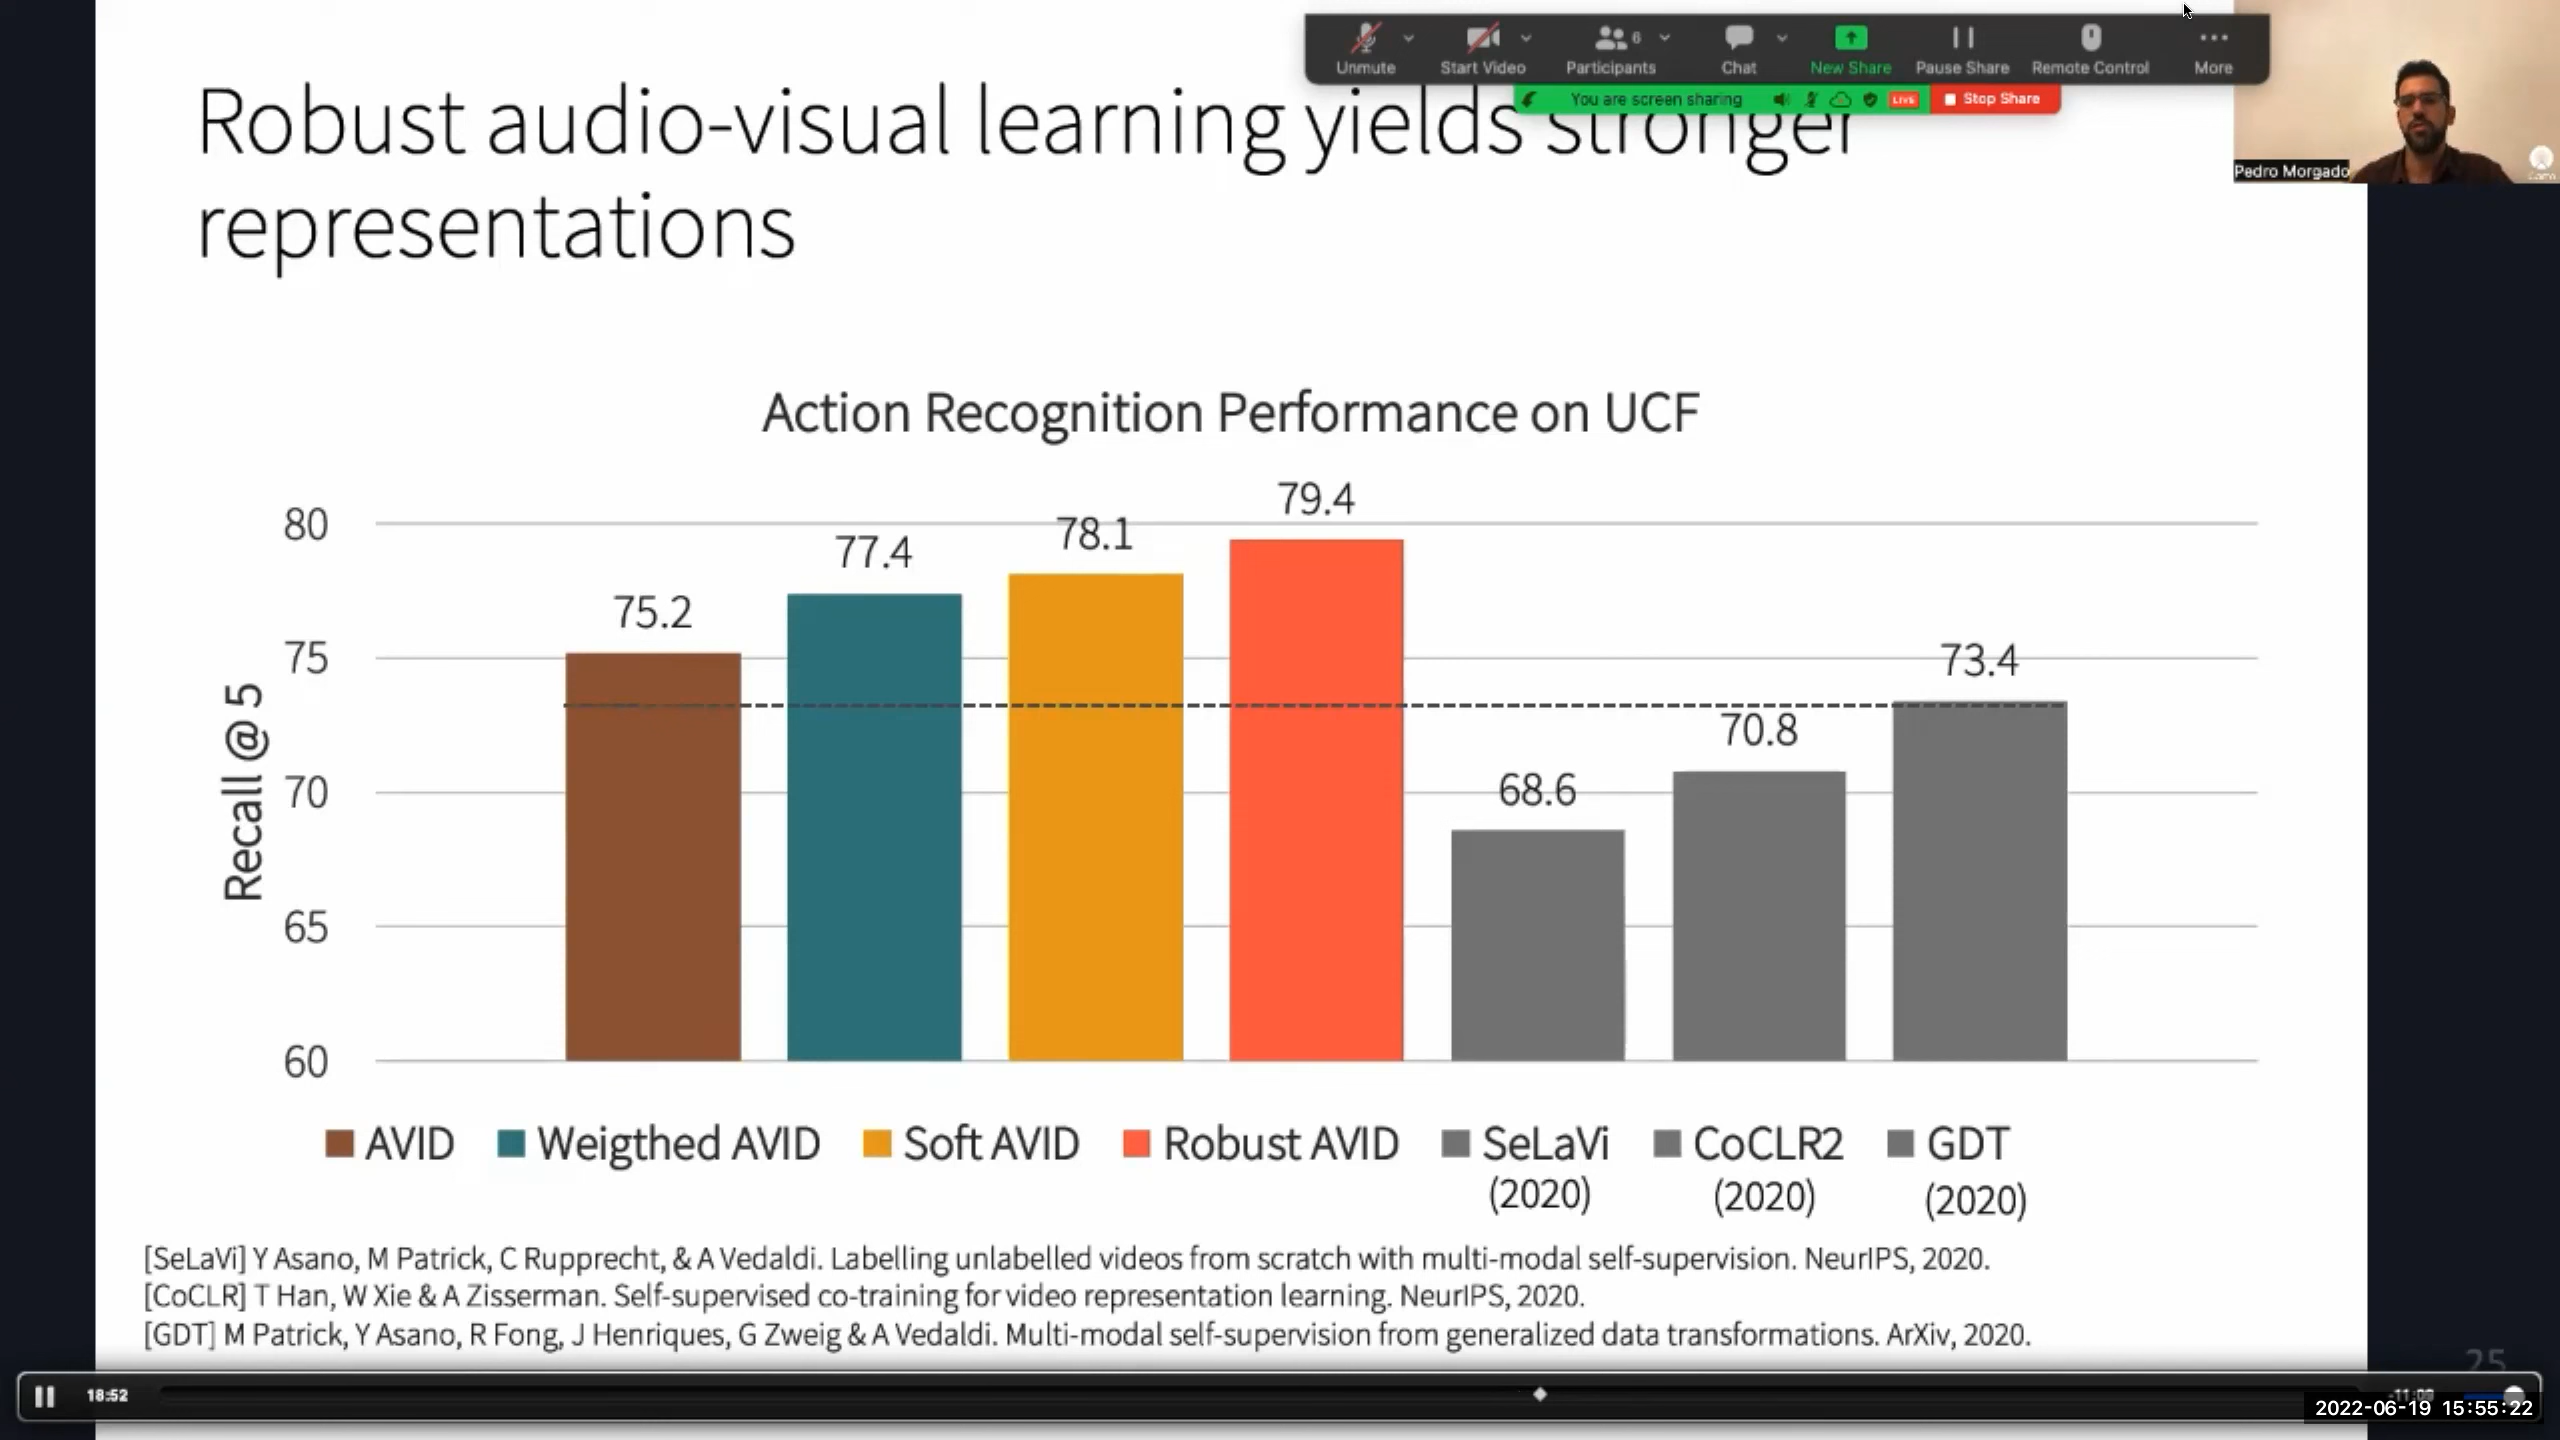 Unmute
Start Video
6
Participants
Chat
New Share
Pause Share
Remote Control
More
You are screen sharing
LIVE
Stop Share
Pedro Morgado
Robust audio-visual learning yields stronger
representations
Action Recognition Performance on UCF
Recall @ 5
80
75
70
65
60
75.2
77.4
78.1
79.4
68.6
70.8
73.4
AVID
Weigthed AVID
Soft AVID
Robust AVID
SeLaVi
(2020)
CoCLR2
(2020)
GDT
(2020)
[SeLaVi] Y Asano, M Patrick, C Rupprecht, & A Vedaldi. Labelling unlabelled videos from scratch with multi-modal self-supervision. NeurIPS, 2020.
[CoCLR] T Han, W Xie & A Zisserman. Self-supervised co-training for video representation learning. NeurIPS, 2020.
[GDT] M Patrick, Y Asano, R Fong, J Henriques, G Zweig & A Vedaldi. Multi-modal self-supervision from generalized data transformations. ArXiv, 2020.
25
18:52
2022-06-19 15:55:22